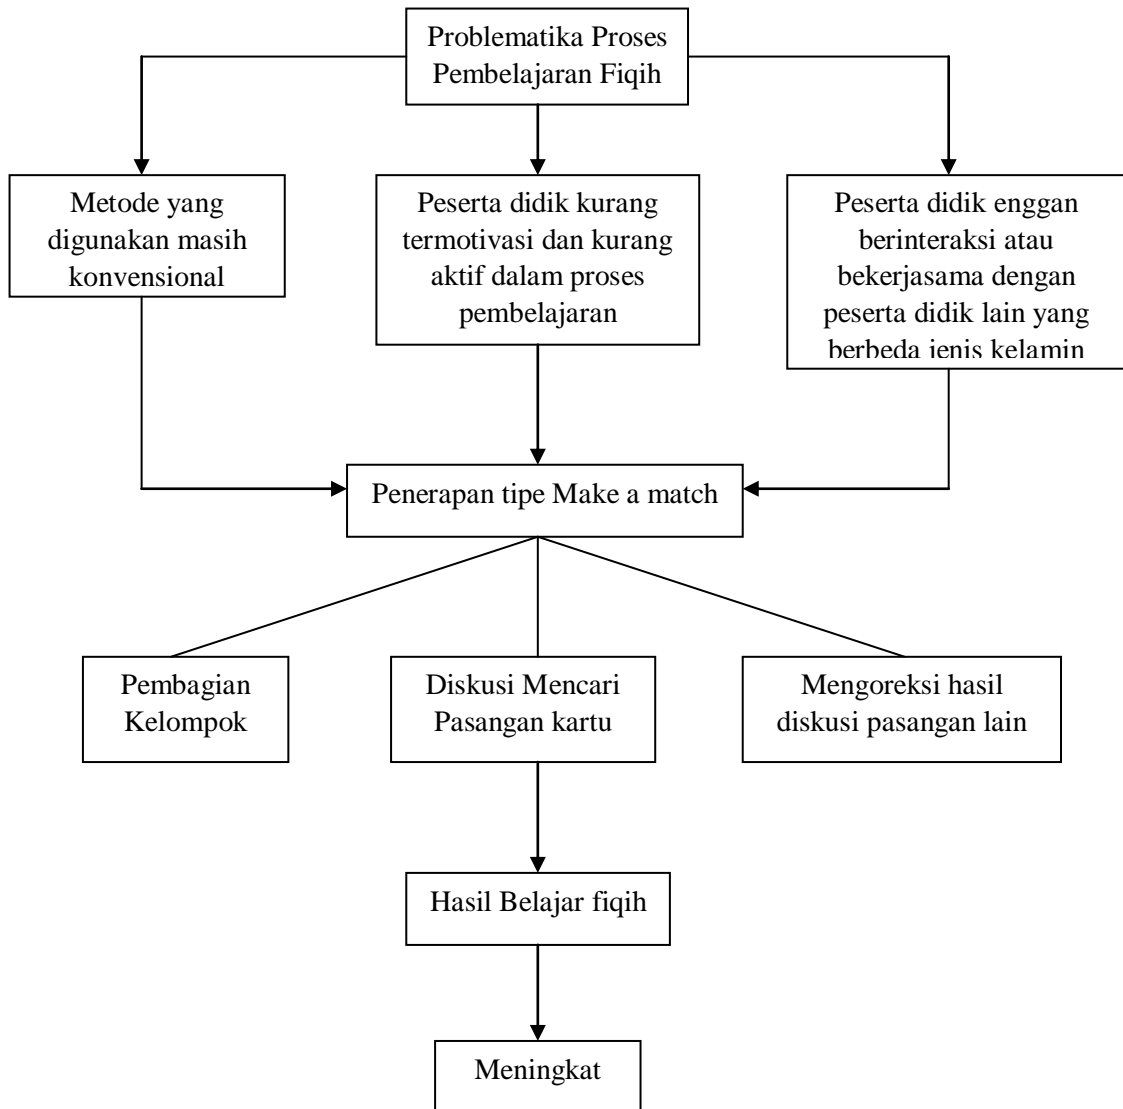 Problematika Proses
Pembelajaran Fiqih
Metode yang
digunakan masih
konvensional
Peserta didik kurang
termotivasi dan kurang
aktif dalam proses
pembelajaran
Peserta didik enggan
berinteraksi atau
bekerjasama dengan
peserta didik lain yang
berbeda jenis kelamin
Penerapan tipe Make a match
Pembagian
Kelompok
Diskusi Mencari
Pasangan kartu
Mengoreksi hasil
diskusi pasangan lain
Hasil Belajar fiqih
Meningkat